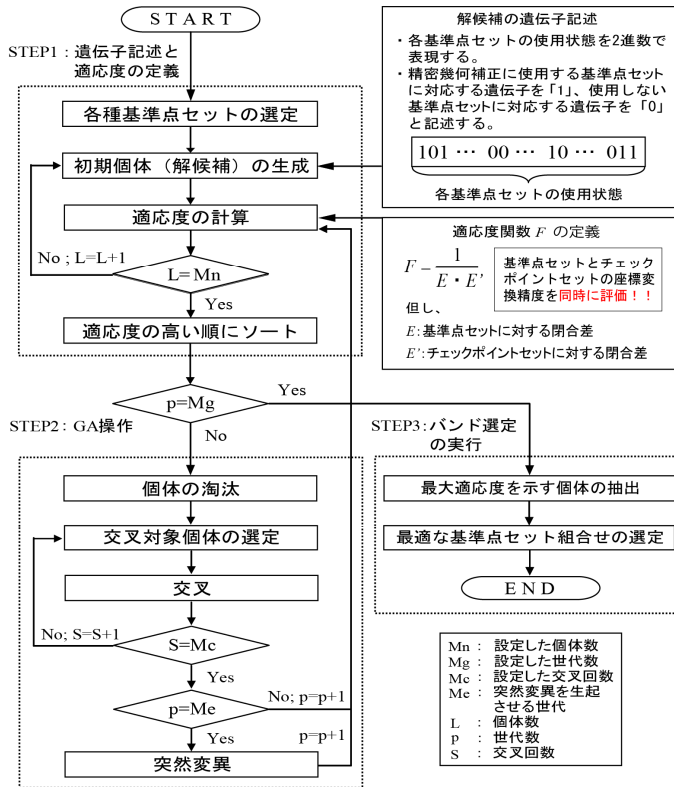 START
STEP1：遺伝子記述と
適応度の定義
各種基準点セットの選定
初期個体（解候補）の生成
適応度の計算
No ; L=L+1
L=Mn
Yes
適応度の高い順にソート
解候補の遺伝子記述
・各基準点セットの使用状態を2進数で
表現する。
・精密幾何補正に使用する基準点セット
に対応する遺伝子を「1」、使用しない
基準点セットに対応する遺伝子を「0」
と記述する。
101 … 00 … 10 … 011
各基準点セットの使用状態
適応度関数 F の定義
F − 1 / E・E’
基準点セットとチェック
ポイントセットの座標変
換精度を同時に評価！！
但し、
E:基準点セットに対する閉合差
E’:チェックポイントセットに対する閉合差
p=Mg
Yes
No
STEP2：GA操作
個体の淘汰
交叉対象個体の選定
交叉
No; S=S+1
S=Mc
Yes
p=Me
No; p=p+1
Yes
p=p+1
突然変異
STEP3：バンド選定
の実行
最大適応度を示す個体の抽出
最適な基準点セット組合せの選定
END
Mn : 設定した個体数
Mg : 設定した世代数
Mc : 設定した交叉回数
Me : 突然変異を生起
させる世代
L : 個体数
p : 世代数
S : 交叉回数